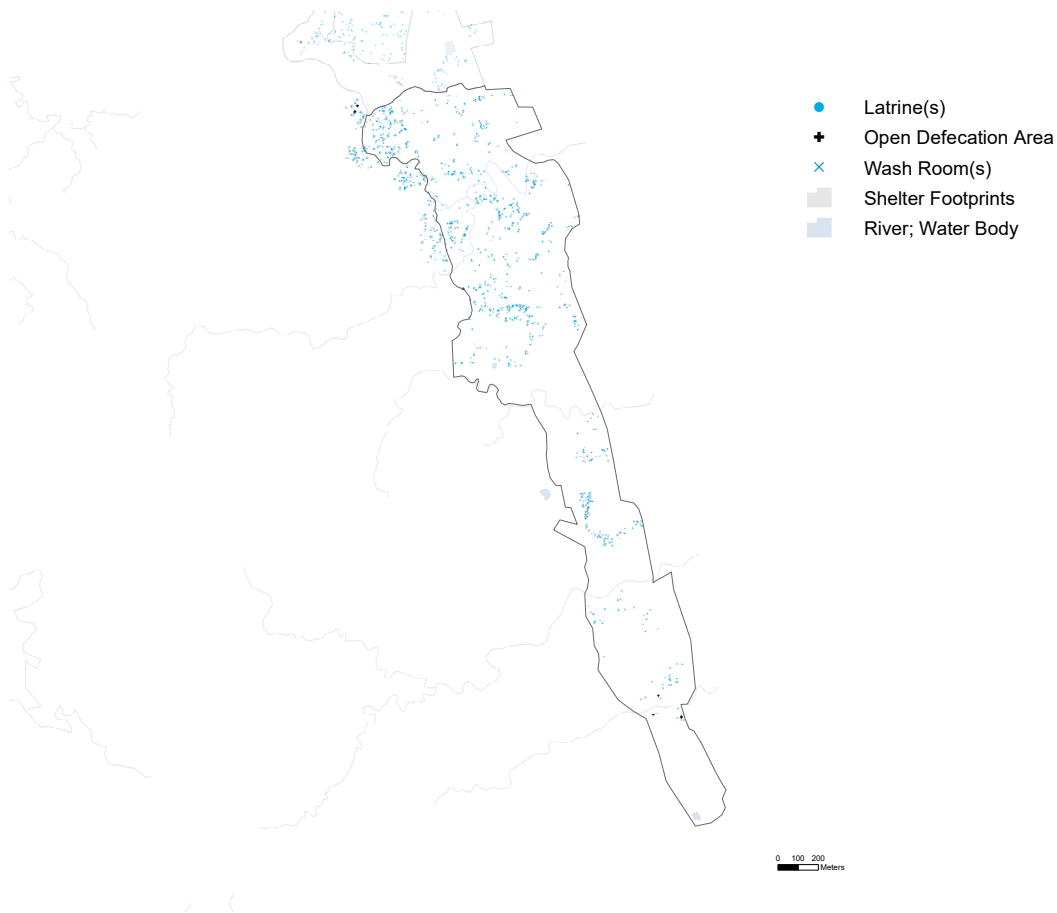 Latrine(s)
Open Defecation Area
Wash Room(s)
Shelter Footprints
River; Water Body
0 100 200
Meters